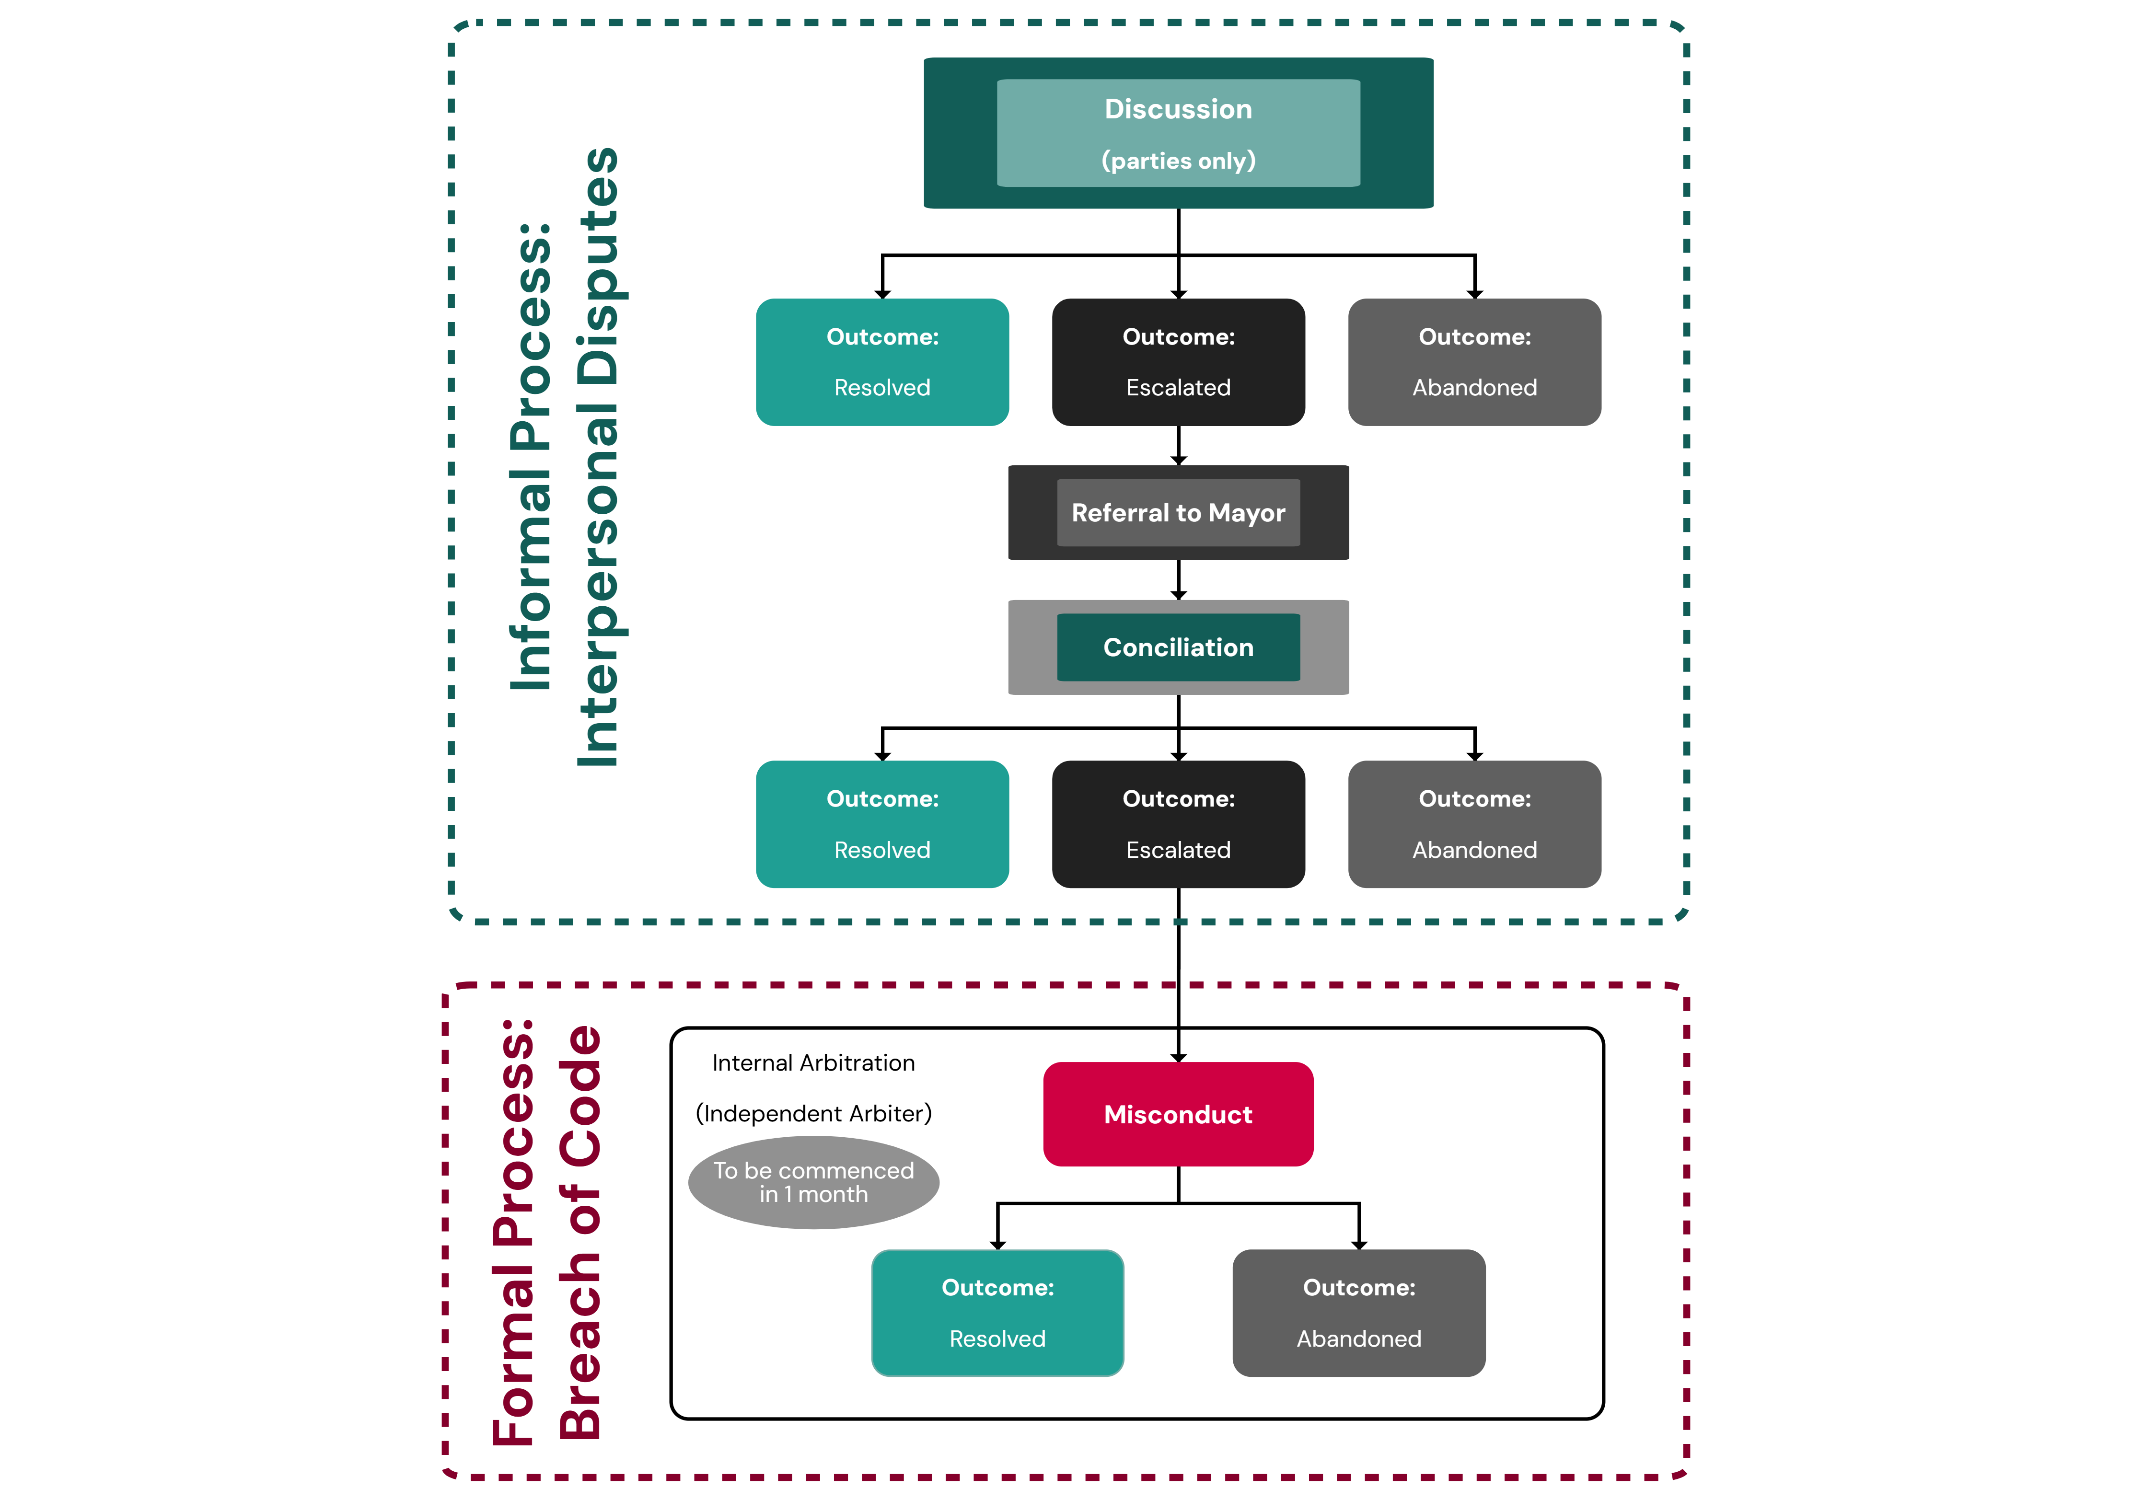 Informal Process:
Interpersonal Disputes
Discussion
(parties only)
Outcome:
Resolved
Outcome:
Escalated
Outcome:
Abandoned
Referral to Mayor
Conciliation
Outcome:
Resolved
Outcome:
Escalated
Outcome:
Abandoned
Formal Process:
Breach of Code
Internal Arbitration
(Independent Arbiter)
To be commenced
in 1 month
Misconduct
Outcome:
Resolved
Outcome:
Abandoned